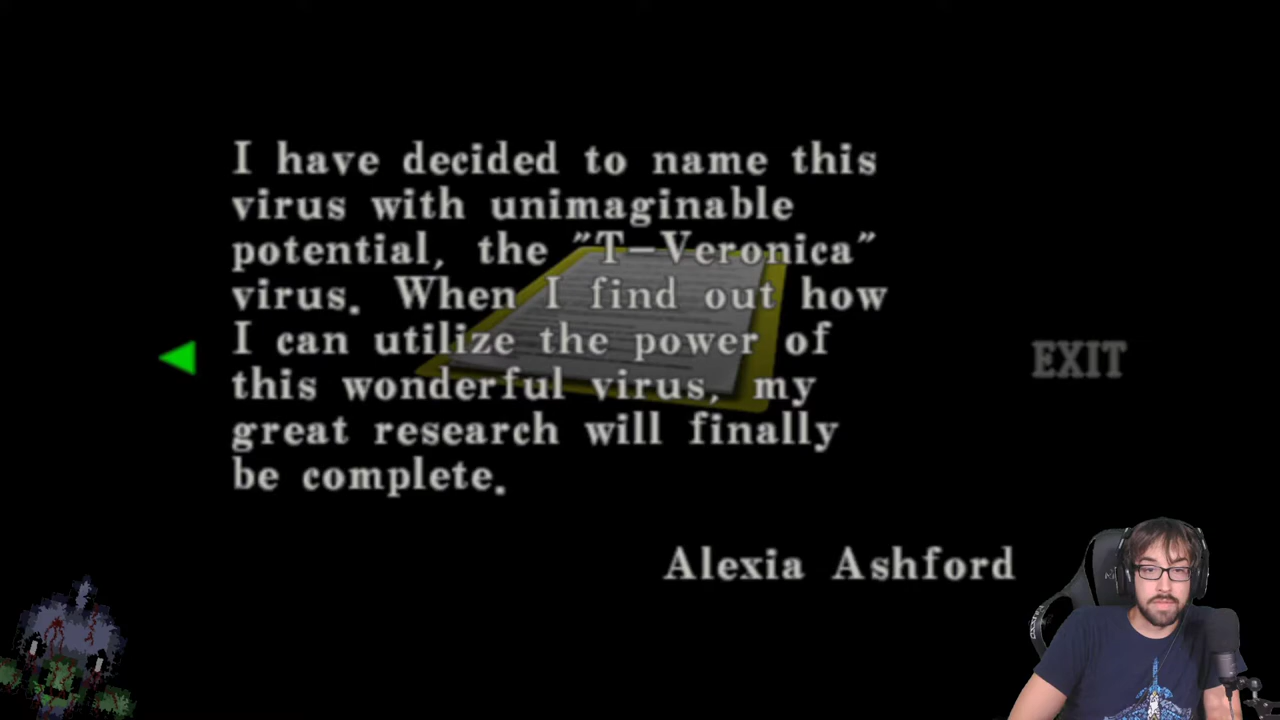 I have decided to name this
virus with unimaginable
potential, the "T-Veronica"
virus. When I find out how
I can utilize the power of
this wonderful virus, my
great research will finally
be complete.
EXIT
Alexia Ashford